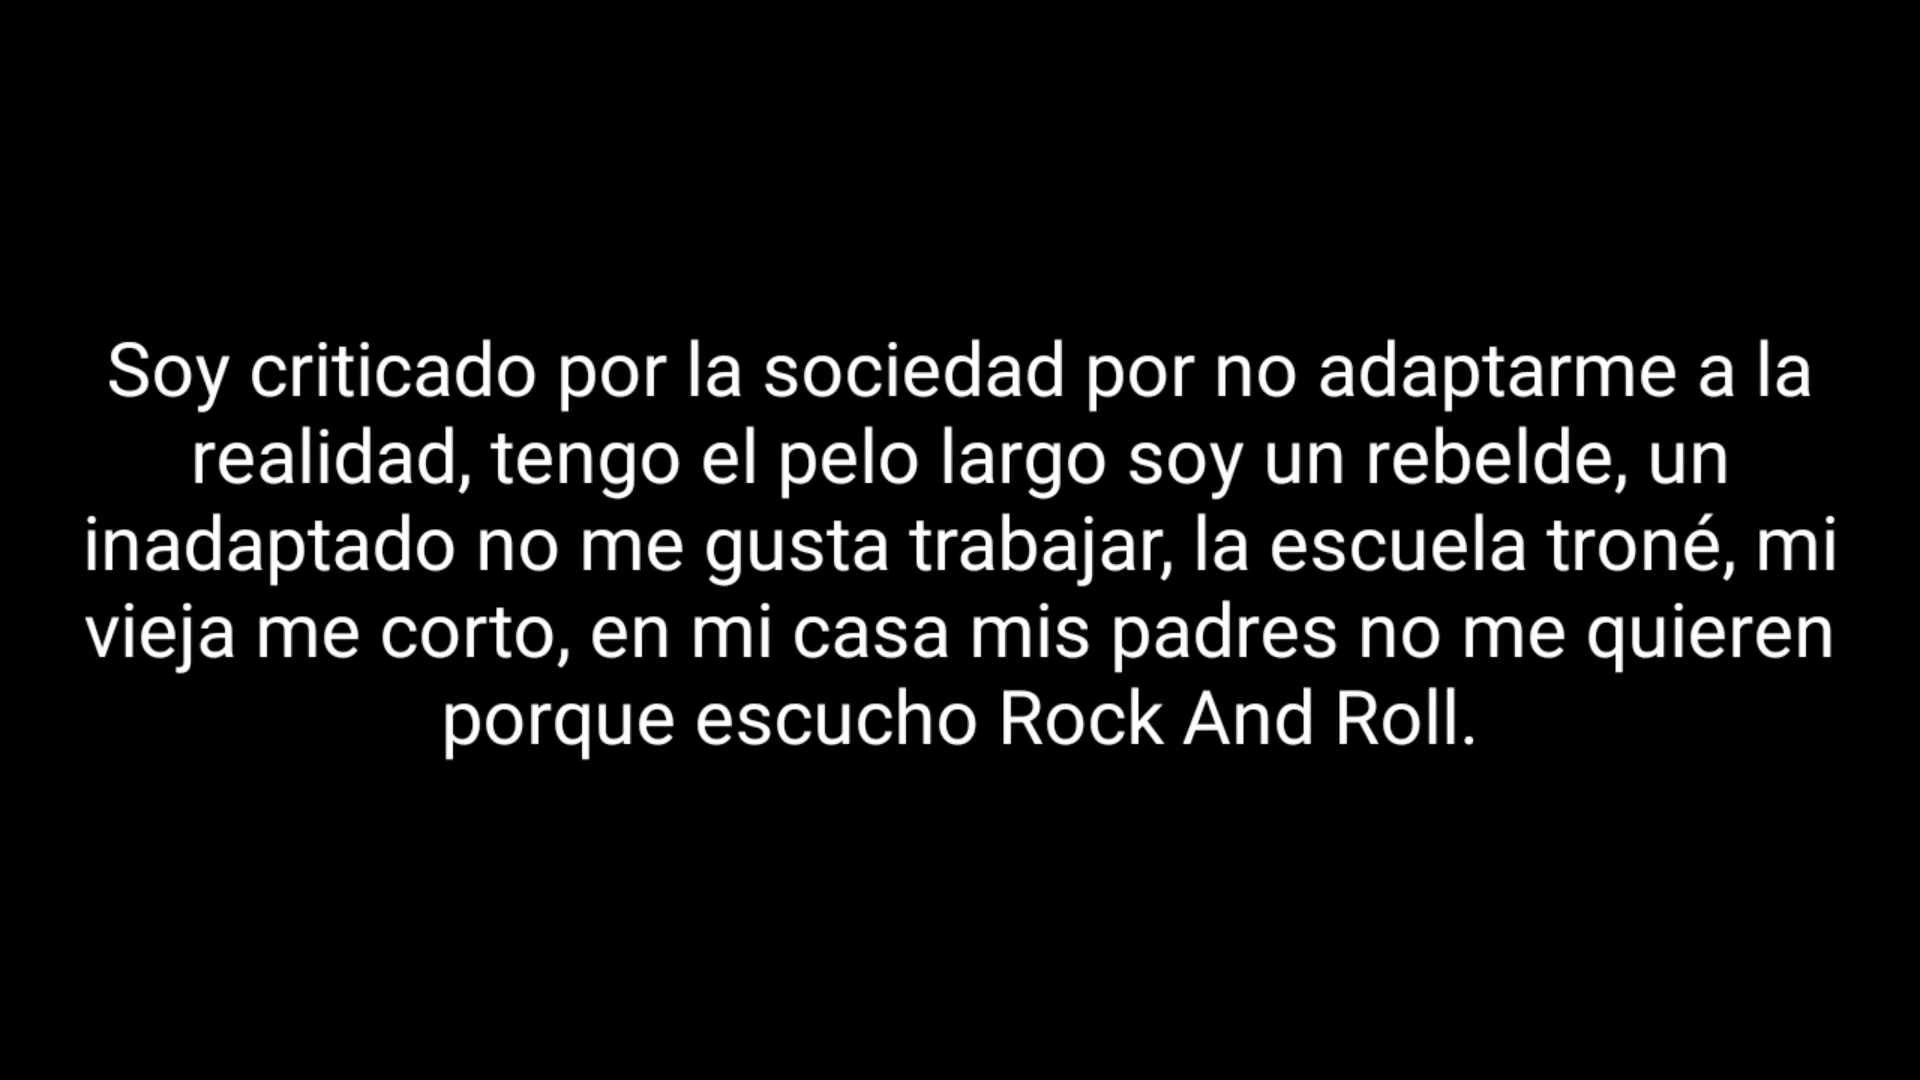 Soy criticado por la sociedad por no adaptarme a la
realidad, tengo el pelo largo soy un rebelde, un
inadaptado no me gusta trabajar, la escuela troné, mi
vieja me corto, en mi casa mis padres no me quieren
porque escucho Rock And Roll.